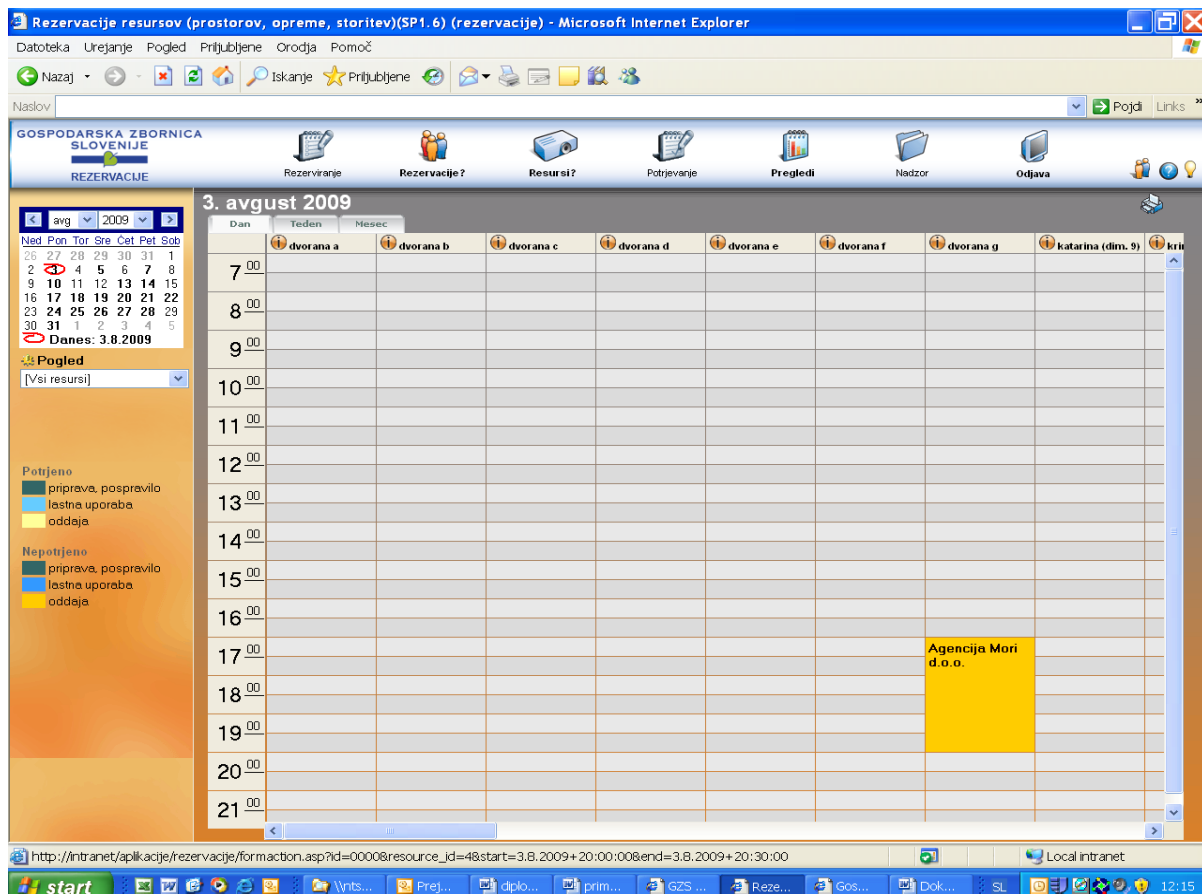 Rezervacije resursov (prostorov, opreme, storitev)(SP1.6) (rezervacije) - Microsoft Internet Explorer
Datoteka Urejanje Pogled Priljubljene Orodja Pomoč
Nazaj Iskanje Priljubljene
Naslov Pojdi Links »
GOSPODARSKA ZBORNICA
SLOVENIJE
REZERVACIJE
Rezerviranje Rezervacije? Resursi? Potrjevanje Pregledi Nadzor Odjava
3. avgust 2009
Dan Teden Mesec
avg 2009
Ned Pon Tor Sre Čet Pet Sob
26 27 28 29 30 31 1
2 3 4 5 6 7 8
9 10 11 12 13 14 15
16 17 18 19 20 21 22
23 24 25 26 27 28 29
30 31 1 2 3 4 5
Danes: 3.8.2009
Pogled
[Vsi resursi]
Potrjeno
priprava, pospravilo
lastna uporaba
oddaja
Nepotrjeno
priprava, pospravilo
lastna uporaba
oddaja
dvorana a dvorana b dvorana c dvorana d dvorana e dvorana f dvorana g katarina (dim. 9)
7 00
8 00
9 00
10 00
11 00
12 00
13 00
14 00
15 00
16 00
17 00
18 00
19 00
20 00
21 00
Agencija Mori
d.o.o.
http://intranet/aplikacije/rezervacije/formaction.asp?id=0000&resource_id=4&start=3.8.2009+20:00:00&end=3.8.2009+20:30:00 Local intranet
start \\nts... Prej... diplo... prim... GZS ... Reze... Gos... Dok... SL 12:15